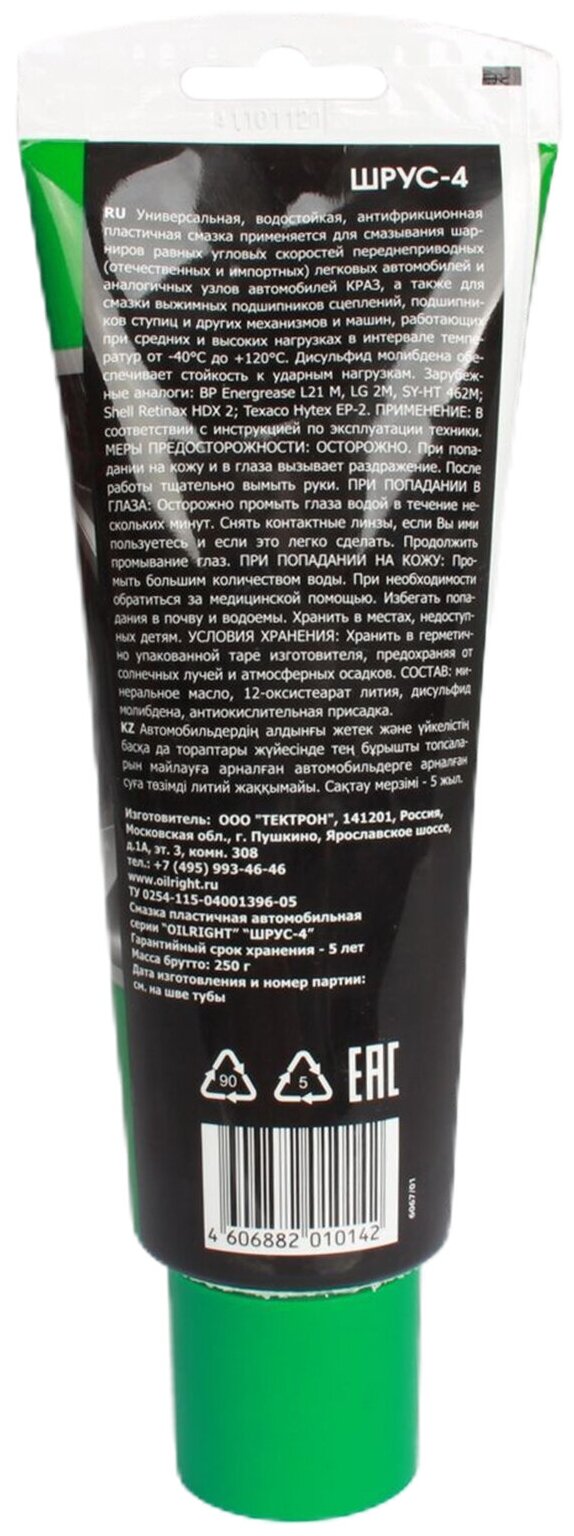 ШРУС-4
RU Универсальная, водостойкая, антифрикционная
пластичная смазка применяется для смазывания шар-
ниров равных угловых скоростей переднеприводных
(отечественных и импортных) легковых автомобилей и
аналогичных узлов автомобилей КРАЗ, а также для
смазки выжимных подшипников сцеплений, подшипни-
ков ступиц и других механизмов и машин, работающих
при средних и высоких нагрузках в интервале темпе-
ратур от -40°С до +120°С. Дисульфид молибдена обе-
спечивает стойкость к ударным нагрузкам. Зарубеж-
ные аналоги: BP Energrease L21 M, LG 2M, SY-HT 462M;
Shell Retinax HDX 2; Texaco Hytex EP-2. ПРИМЕНЕНИЕ: В
соответствии с инструкцией по эксплуатации техники.
МЕРЫ ПРЕДОСТОРОЖНОСТИ: ОСТОРОЖНО. При попа-
дании на кожу и в глаза вызывает раздражение. После
работы тщательно вымыть руки. ПРИ ПОПАДАНИИ В
ГЛАЗА: Осторожно промыть глаза водой в течение не-
скольких минут. Снять контактные линзы, если Вы ими
пользуетесь и если это легко сделать. Продолжить
промывание глаз. ПРИ ПОПАДАНИИ НА КОЖУ: Про-
мыть большим количеством воды. При необходимости
обратиться за медицинской помощью. Избегать попа-
дания в почву и водоемы. Хранить в местах, недоступ-
ных детям. УСЛОВИЯ ХРАНЕНИЯ: Хранить в герметич-
но упакованной таре изготовителя, предохраняя от
солнечных лучей и атмосферных осадков. СОСТАВ: ми-
неральное масло, 12-оксистеарат лития, дисульфид
молибдена, антиокислительная присадка.
KZ Автомобильдердің алдыңғы жетек және үйкелістің
басқа да тораптары жүйесінде тең бұрышты топсала-
рын майлауға арналған автомобильдерге арналған
суға төзімді литий жаққымайы. Сақтау мерзімі - 5 жыл.
Изготовитель: ООО "ТЕКТРОН", 141201, Россия,
Московская обл., г. Пушкино, Ярославское шоссе,
д.1А, эт. 3, комн. 308
тел.: +7 (495) 993-46-46
www.oilright.ru
ТУ 0254-115-04001396-05
Смазка пластичная автомобильная
серии "OILRIGHT" "ШРУС-4"
Гарантийный срок хранения - 5 лет
Масса брутто: 250 г
Дата изготовления и номер партии:
см. на шве тубы
90 5 EAC
6067/01
4 606882 010142